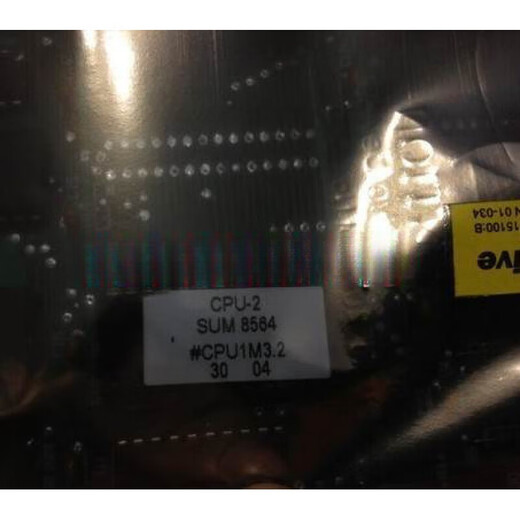 CPU-2
SUM 8564
#CPU1M3.2
30 04
15100:B
N 01-034
ive